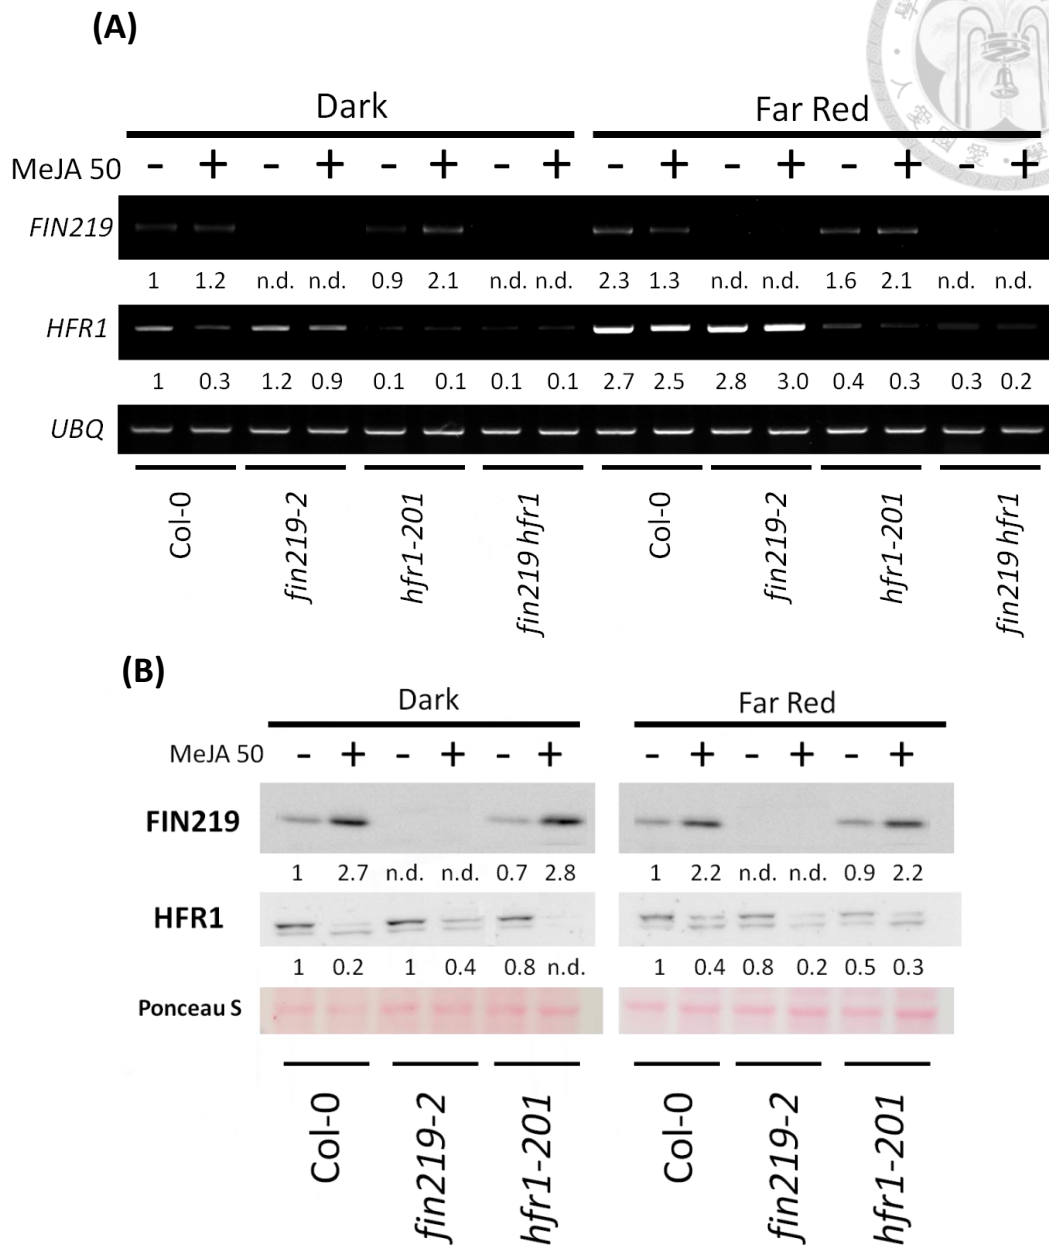 (A)
Dark Far Red
MeJA 50 - + - + - + - + - + - + - + - +
FIN219
1 1.2 n.d. n.d. 0.9 2.1 n.d. n.d. 2.3 1.3 n.d. n.d. 1.6 2.1 n.d. n.d.
HFR1
1 0.3 1.2 0.9 0.1 0.1 0.1 0.1 2.7 2.5 2.8 3.0 0.4 0.3 0.3 0.2
UBQ
Col-0 fin219-2 hfr1-201 fin219 hfr1 Col-0 fin219-2 hfr1-201 fin219 hfr1
(B)
Dark Far Red
MeJA 50 - + - + - + - + - + - +
FIN219
1 2.7 n.d. n.d. 0.7 2.8 1 2.2 n.d. n.d. 0.9 2.2
HFR1
1 0.2 1 0.4 0.8 n.d. 1 0.4 0.8 0.2 0.5 0.3
Ponceau S
Col-0 fin219-2 hfr1-201 Col-0 fin219-2 hfr1-201